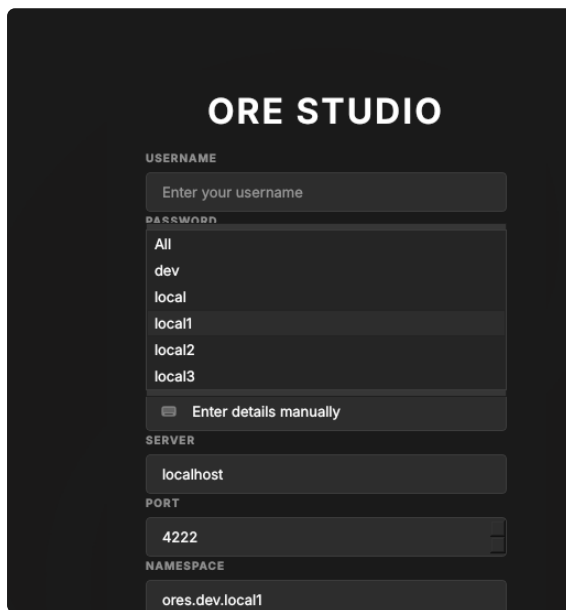 ORE STUDIO
USERNAME
Enter your username
PASSWORD
All
dev
local
local1
local2
local3
Enter details manually
SERVER
localhost
PORT
4222
NAMESPACE
ores.dev.local1